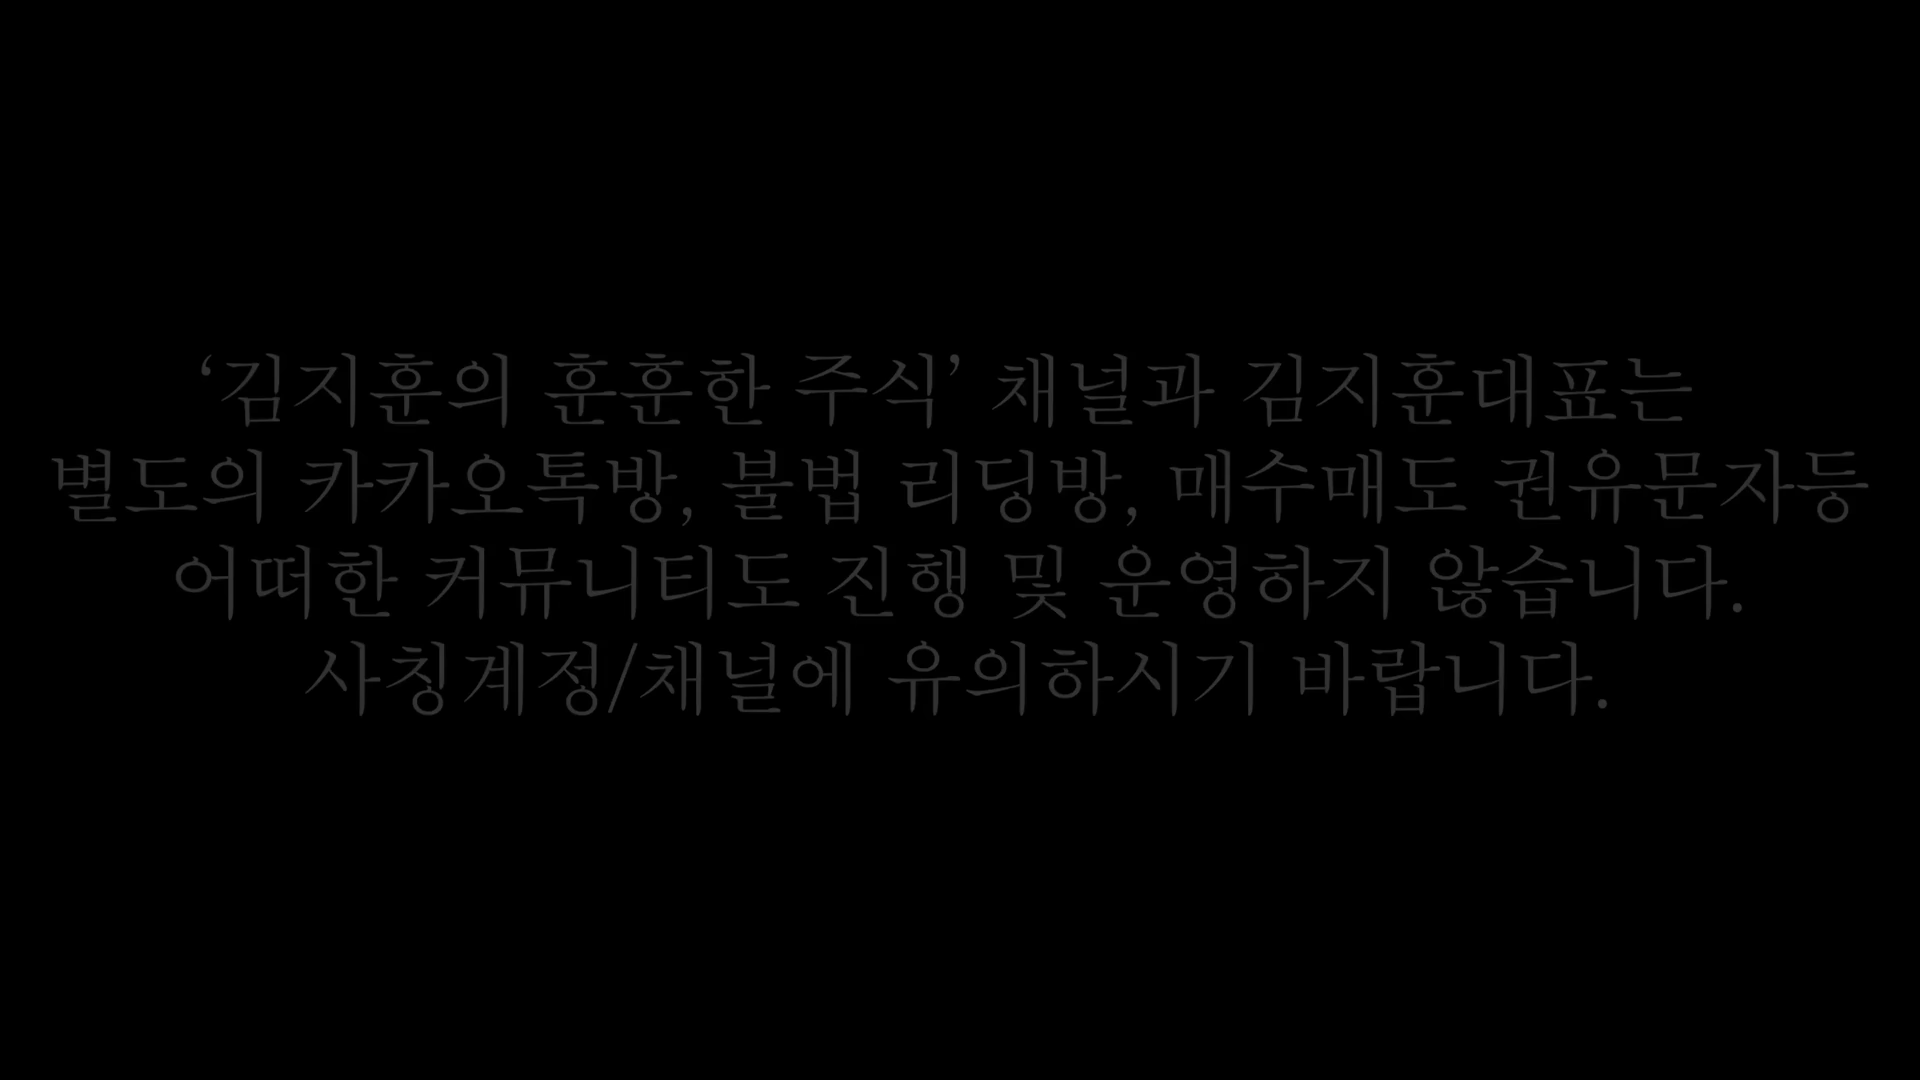 ‘김지훈의 훈훈한 주식’ 채널과 김지훈대표는
별도의 카카오톡방, 불법 리딩방, 매수매도 권유문자등
어떠한 커뮤니티도 진행 및 운영하지 않습니다.
사칭계정/채널에 유의하시기 바랍니다.